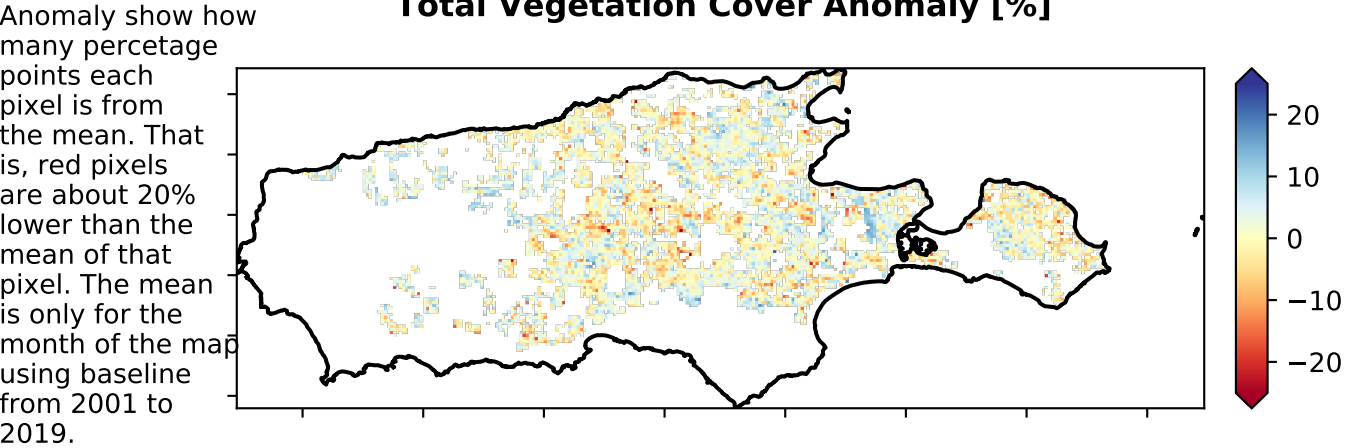 Total Vegetation Cover Anomaly [%]
Anomaly show how
many percetage
points each
pixel is from
the mean. That
is, red pixels
are about 20%
lower than the
mean of that
pixel. The mean
is only for the
month of the map
using baseline
from 2001 to
2019.
20
10
0
−10
−20